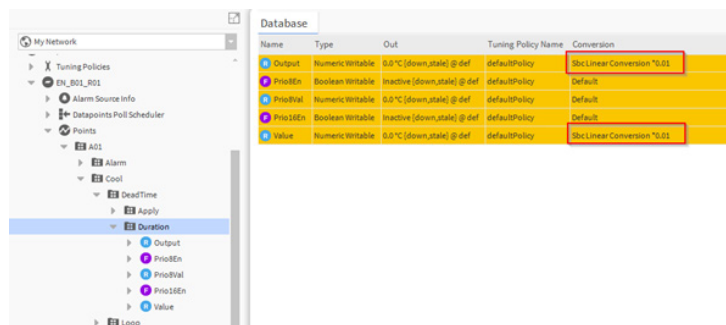 My Network
Tuning Policies
EN_B01_R01
Alarm Source Info
Datapoints Poll Scheduler
Points
A01
Alarm
Cool
DeadTime
Apply
Duration
R Output
P Prio8En
R Prio8Val
P Prio16En
R Value
Loop
Database
Name Type Out Tuning Policy Name Conversion
R Output Numeric Writable 0.0 °C {down,stale} @ def defaultPolicy Sbc Linear Conversion *0.01
P Prio8En Boolean Writable Inactive {down,stale} @ def defaultPolicy Default
R Prio8Val Numeric Writable 0.0 °C {down,stale} @ def defaultPolicy Default
P Prio16En Boolean Writable Inactive {down,stale} @ def defaultPolicy Default
R Value Numeric Writable 0.0 °C {down,stale} @ def defaultPolicy Sbc Linear Conversion *0.01